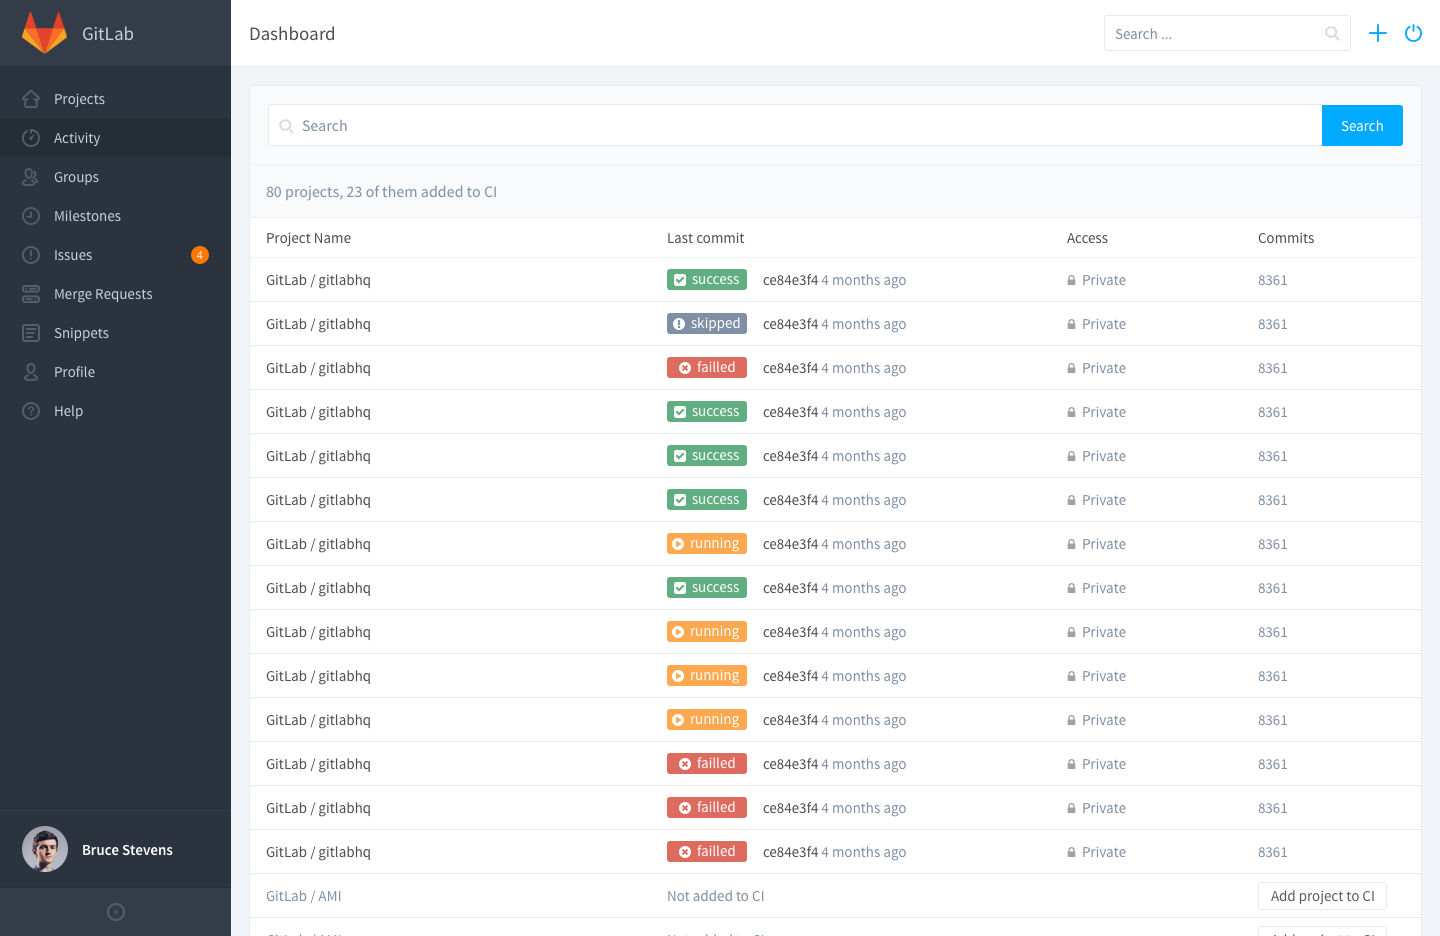 GitLab
Dashboard
Search ...
Projects
Activity
Groups
Milestones
Issues 4
Merge Requests
Snippets
Profile
Help
Bruce Stevens
Search Search
80 projects, 23 of them added to CI
Project Name Last commit Access Commits
GitLab / gitlabhq success ce84e3f4 4 months ago Private 8361
GitLab / gitlabhq skipped ce84e3f4 4 months ago Private 8361
GitLab / gitlabhq failled ce84e3f4 4 months ago Private 8361
GitLab / gitlabhq success ce84e3f4 4 months ago Private 8361
GitLab / gitlabhq success ce84e3f4 4 months ago Private 8361
GitLab / gitlabhq success ce84e3f4 4 months ago Private 8361
GitLab / gitlabhq running ce84e3f4 4 months ago Private 8361
GitLab / gitlabhq success ce84e3f4 4 months ago Private 8361
GitLab / gitlabhq running ce84e3f4 4 months ago Private 8361
GitLab / gitlabhq running ce84e3f4 4 months ago Private 8361
GitLab / gitlabhq running ce84e3f4 4 months ago Private 8361
GitLab / gitlabhq failled ce84e3f4 4 months ago Private 8361
GitLab / gitlabhq failled ce84e3f4 4 months ago Private 8361
GitLab / gitlabhq failled ce84e3f4 4 months ago Private 8361
GitLab / AMI Not added to CI Add project to CI